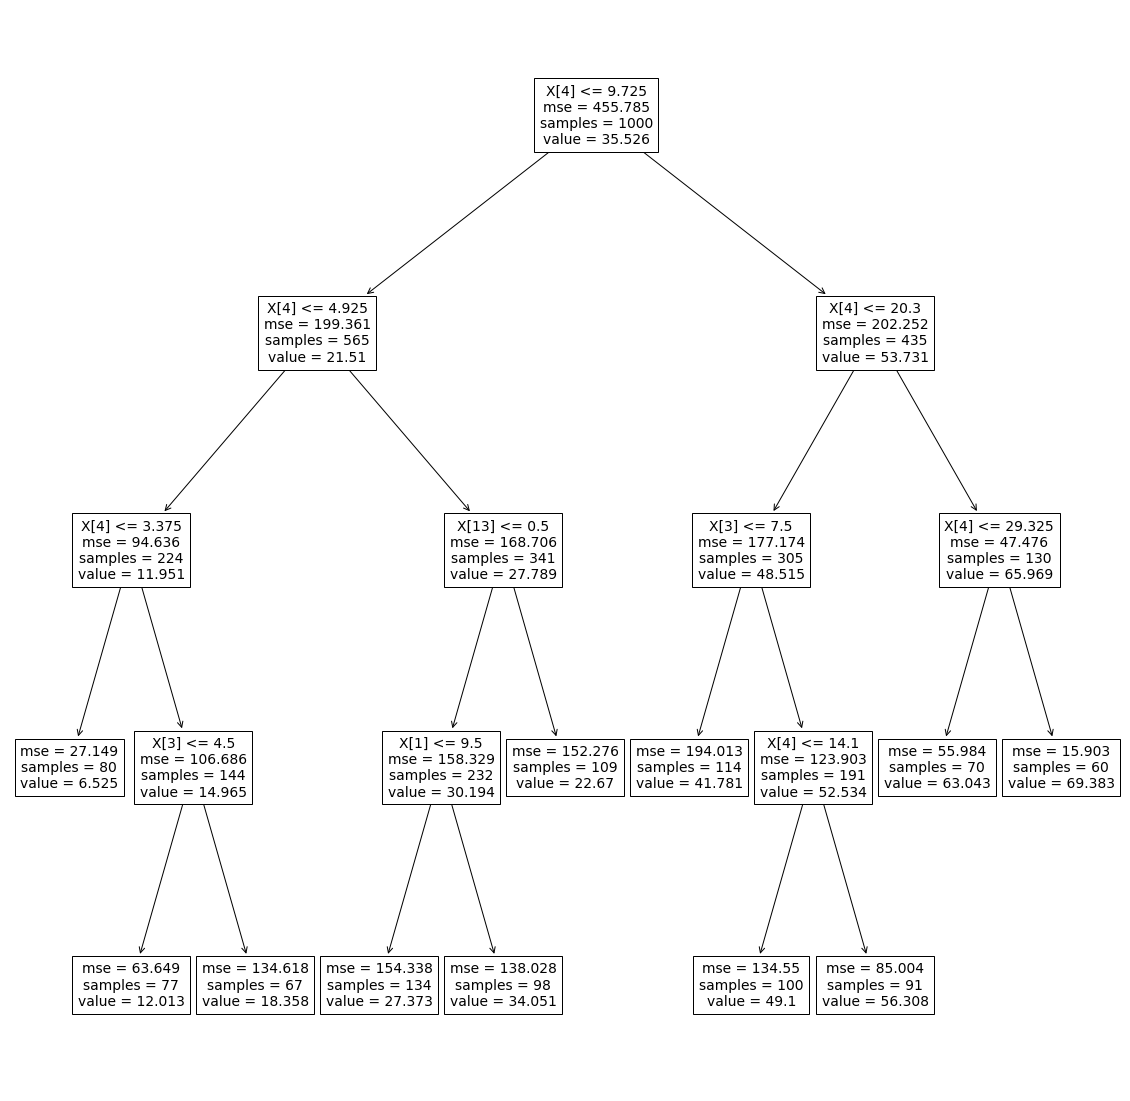 X[4] <= 9.725
mse = 455.785
samples = 1000
value = 35.526
X[4] <= 4.925
mse = 199.361
samples = 565
value = 21.51
X[4] <= 20.3
mse = 202.252
samples = 435
value = 53.731
X[4] <= 3.375
mse = 94.636
samples = 224
value = 11.951
X[13] <= 0.5
mse = 168.706
samples = 341
value = 27.789
X[3] <= 7.5
mse = 177.174
samples = 305
value = 48.515
X[4] <= 29.325
mse = 47.476
samples = 130
value = 65.969
mse = 27.149
samples = 80
value = 6.525
X[3] <= 4.5
mse = 106.686
samples = 144
value = 14.965
X[1] <= 9.5
mse = 158.329
samples = 232
value = 30.194
mse = 152.276
samples = 109
value = 22.67
mse = 194.013
samples = 114
value = 41.781
X[4] <= 14.1
mse = 123.903
samples = 191
value = 52.534
mse = 55.984
samples = 70
value = 63.043
mse = 15.903
samples = 60
value = 69.383
mse = 63.649
samples = 77
value = 12.013
mse = 134.618
samples = 67
value = 18.358
mse = 154.338
samples = 134
value = 27.373
mse = 138.028
samples = 98
value = 34.051
mse = 134.55
samples = 100
value = 49.1
mse = 85.004
samples = 91
value = 56.308